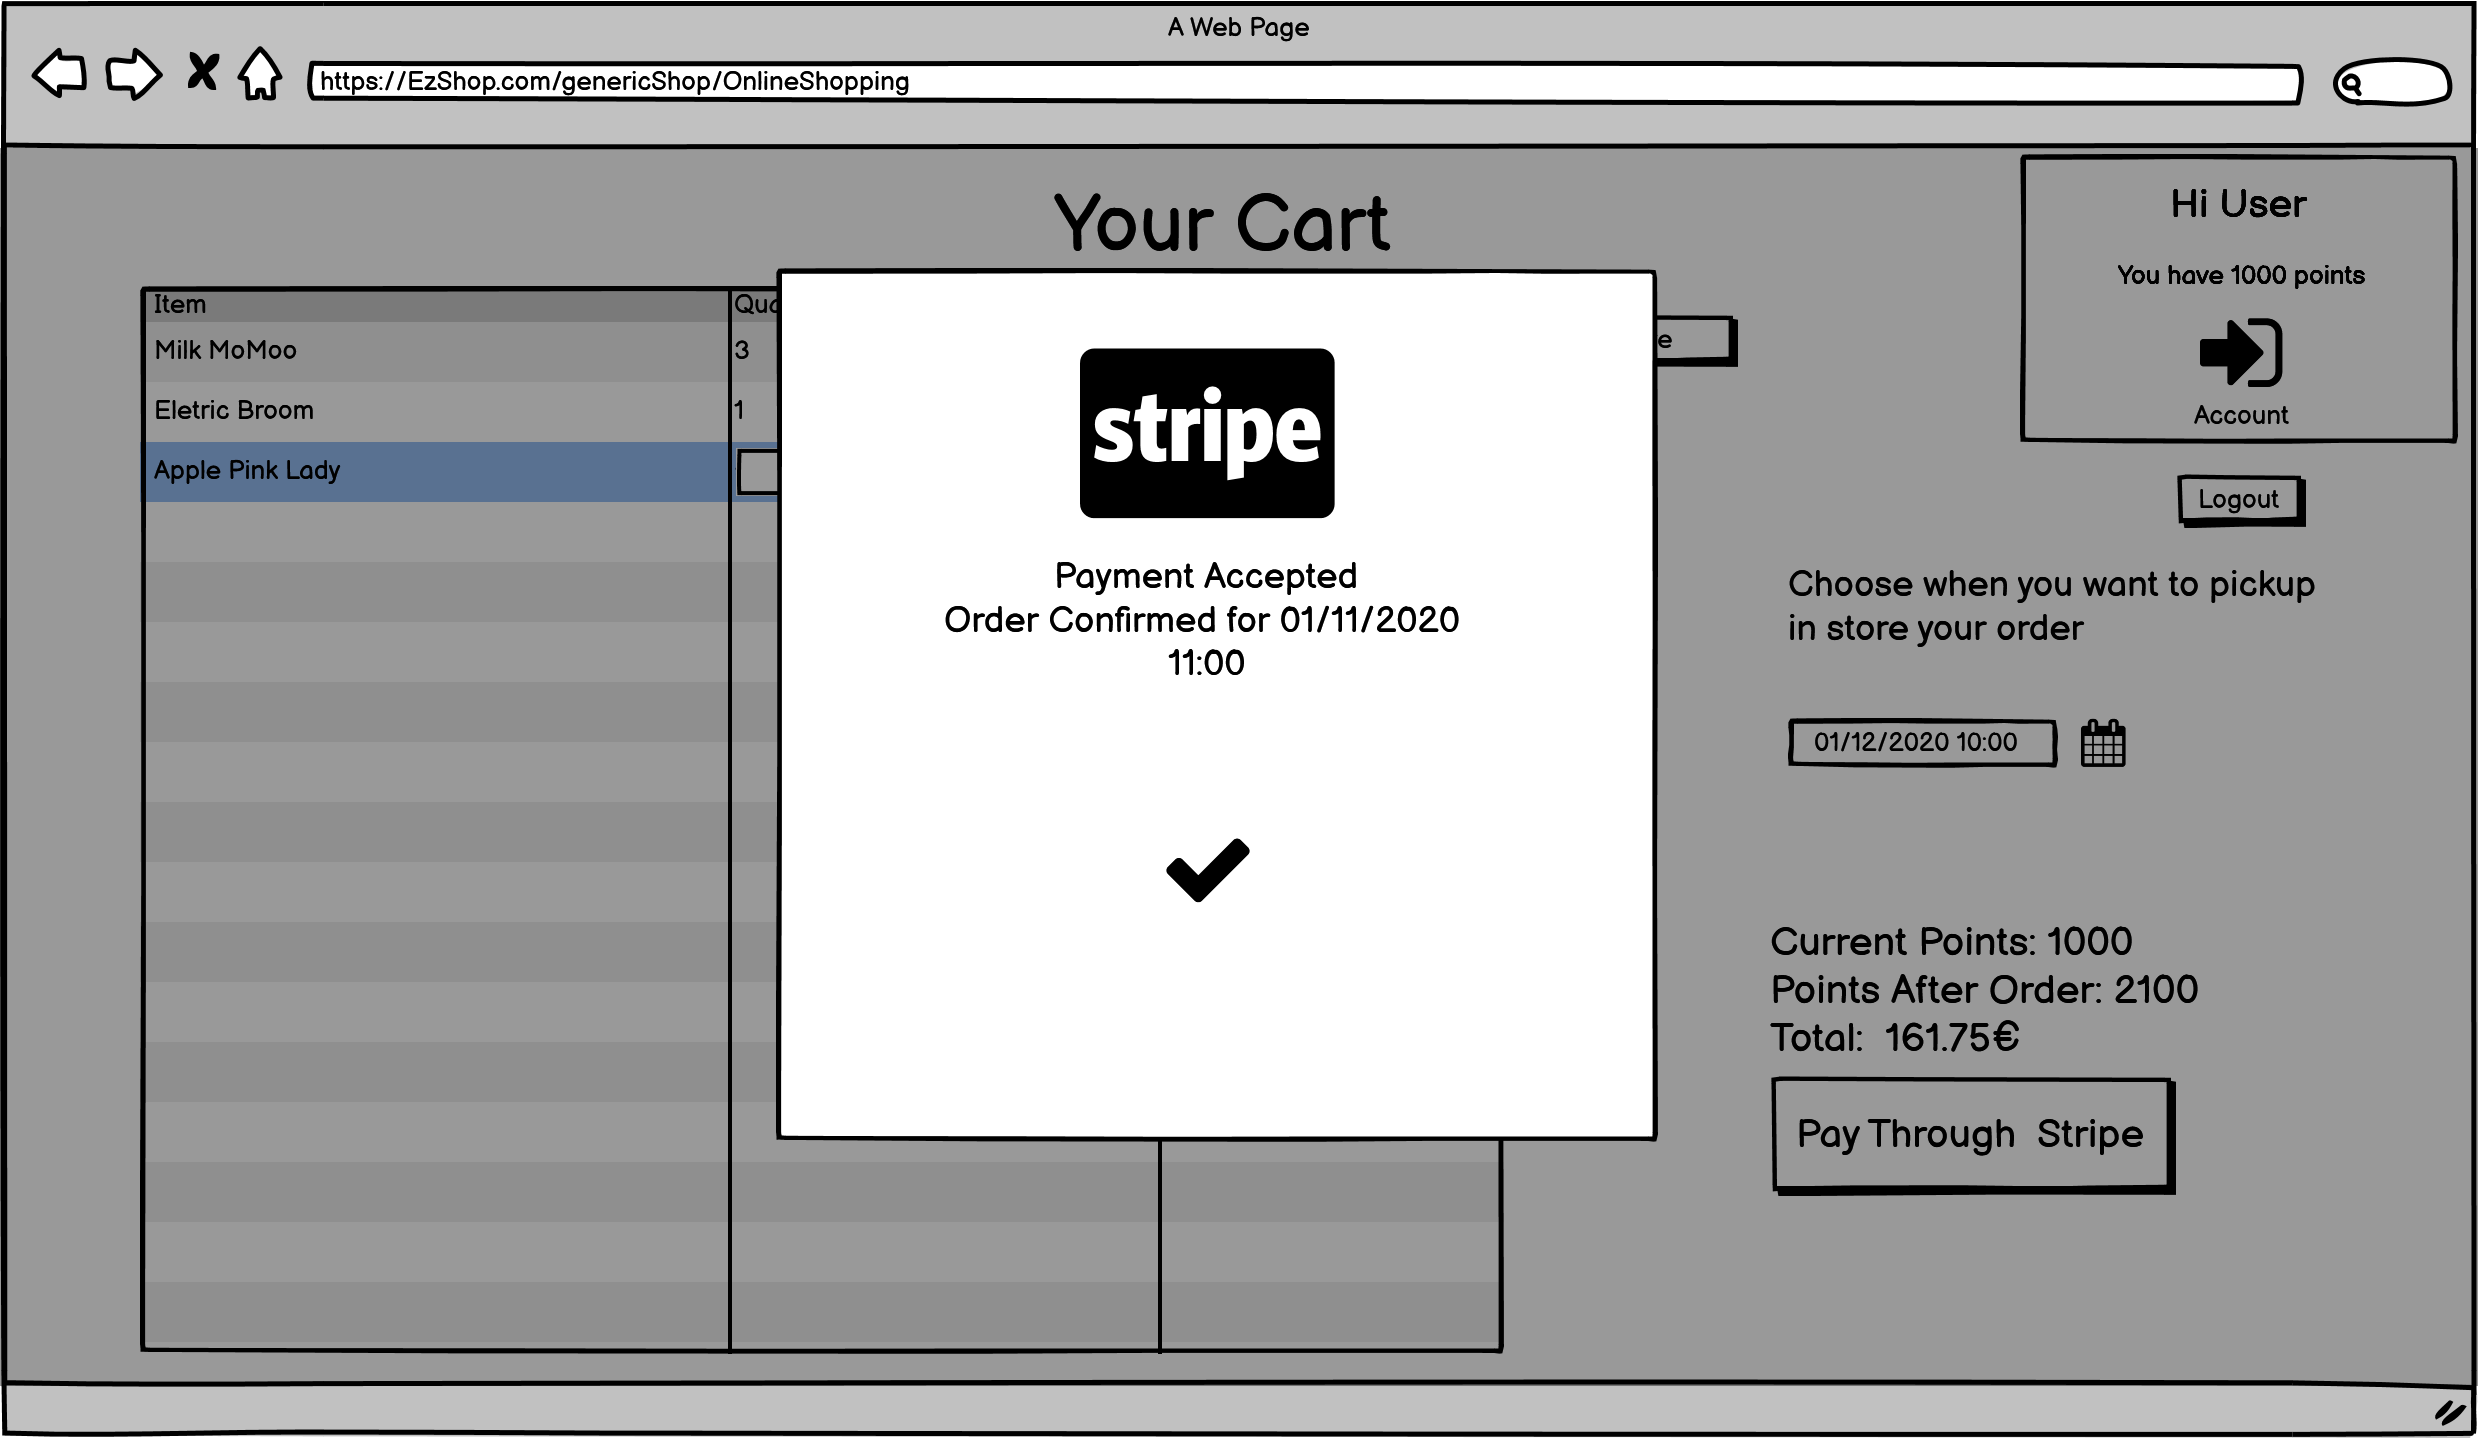 A Web Page
https://EzShop.com/genericShop/OnlineShopping
Your Cart
Hi User
You have 1000 points
Account
Logout
Item
Milk MoMoo
3
Eletric Broom
1
Apple Pink Lady
stripe
Payment Accepted
Order Confirmed for 01/11/2020
11:00
Choose when you want to pickup
in store your order
01/12/2020 10:00
Current Points: 1000
Points After Order: 2100
Total: 161.75€
Pay Through Stripe